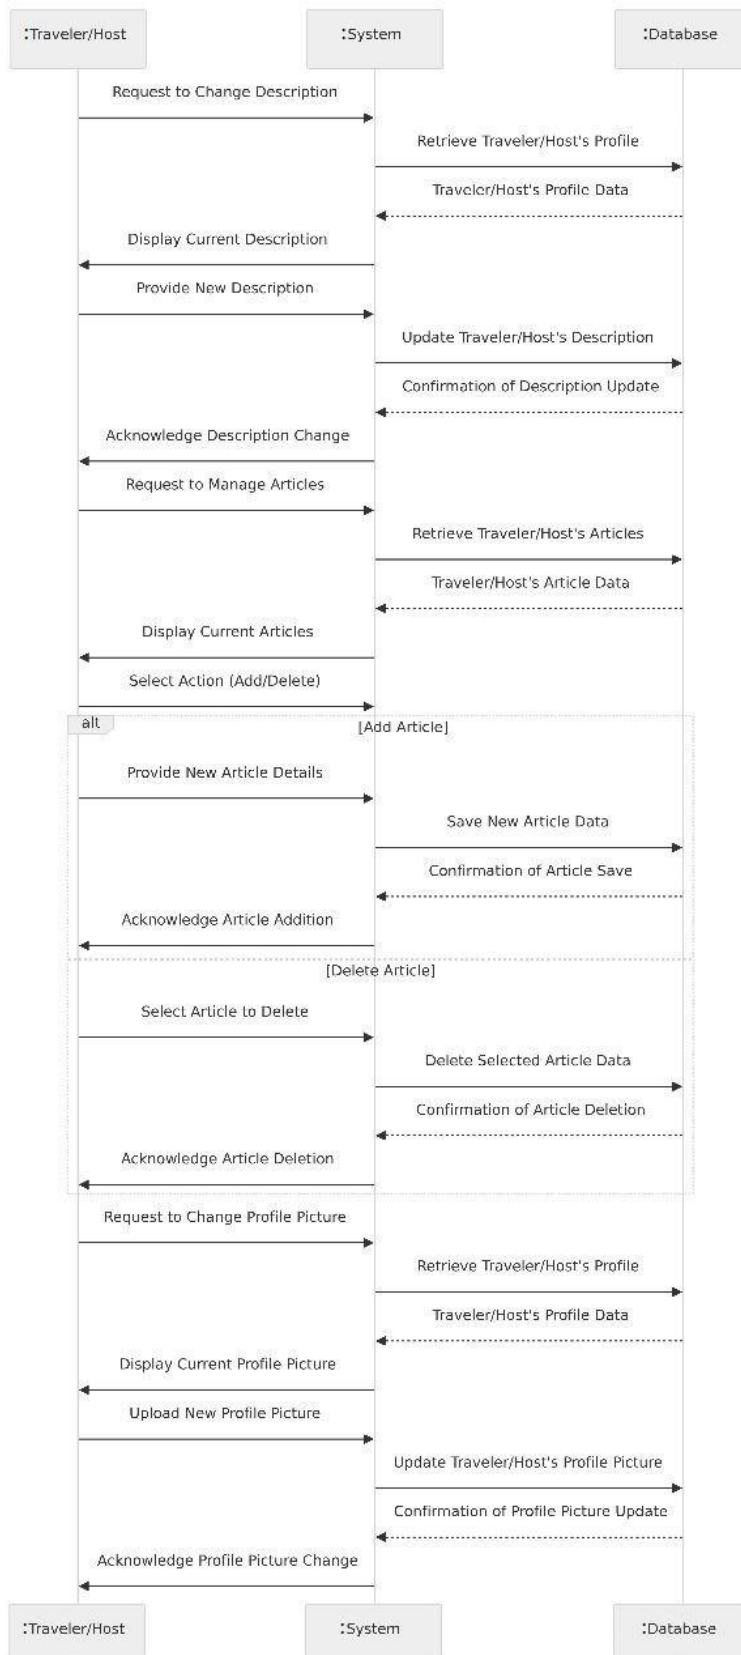 :Traveler/Host
:System
:Database
Request to Change Description
Retrieve Traveler/Host's Profile
Traveler/Host's Profile Data
Display Current Description
Provide New Description
Update Traveler/Host's Description
Confirmation of Description Update
Acknowledge Description Change
Request to Manage Articles
Retrieve Traveler/Host's Articles
Traveler/Host's Article Data
Display Current Articles
Select Action (Add/Delete)
alt
[Add Article]
Provide New Article Details
Save New Article Data
Confirmation of Article Save
Acknowledge Article Addition
[Delete Article]
Select Article to Delete
Delete Selected Article Data
Confirmation of Article Deletion
Acknowledge Article Deletion
Request to Change Profile Picture
Retrieve Traveler/Host's Profile
Traveler/Host's Profile Data
Display Current Profile Picture
Upload New Profile Picture
Update Traveler/Host's Profile Picture
Confirmation of Profile Picture Update
Acknowledge Profile Picture Change
:Traveler/Host
:System
:Database